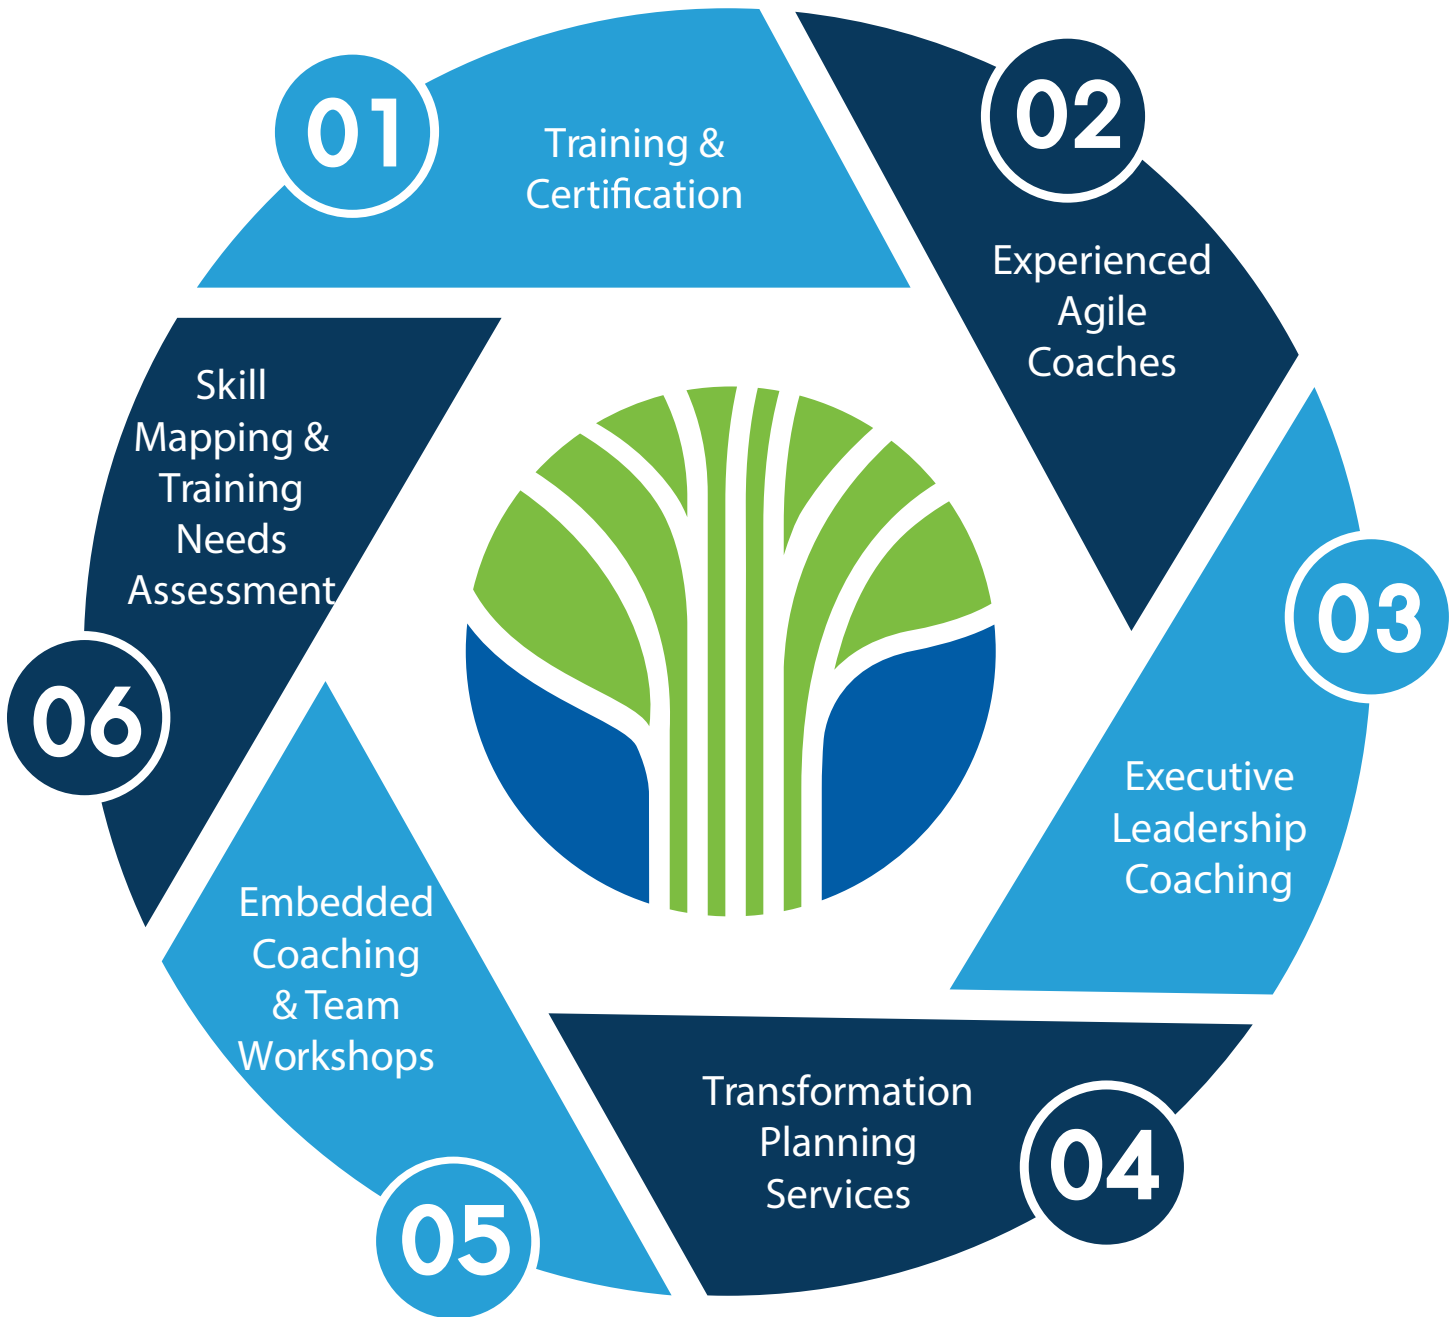 01
Training &
Certification
02
Experienced
Agile
Coaches
03
Executive
Leadership
Coaching
04
Transformation
Planning
Services
05
Embedded
Coaching
& Team
Workshops
06
Skill
Mapping &
Training
Needs
Assessment